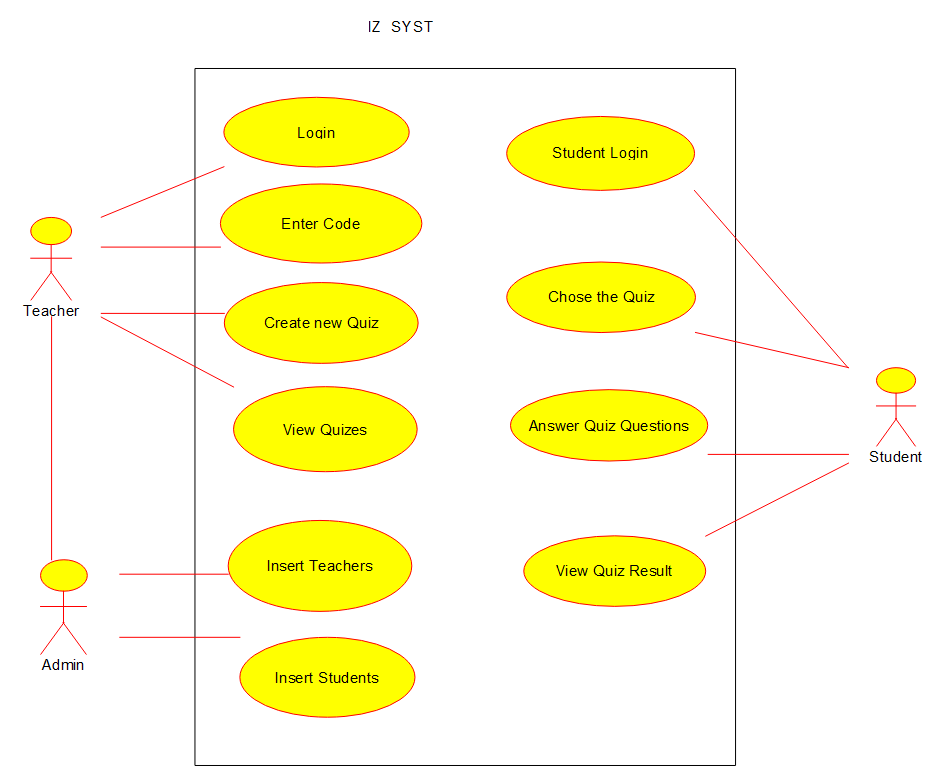 IZ SYST
Login
Student Login
Enter Code
Teacher
Create new Quiz
Chose the Quiz
View Quizes
Answer Quiz Questions
Student
Insert Teachers
View Quiz Result
Admin
Insert Students